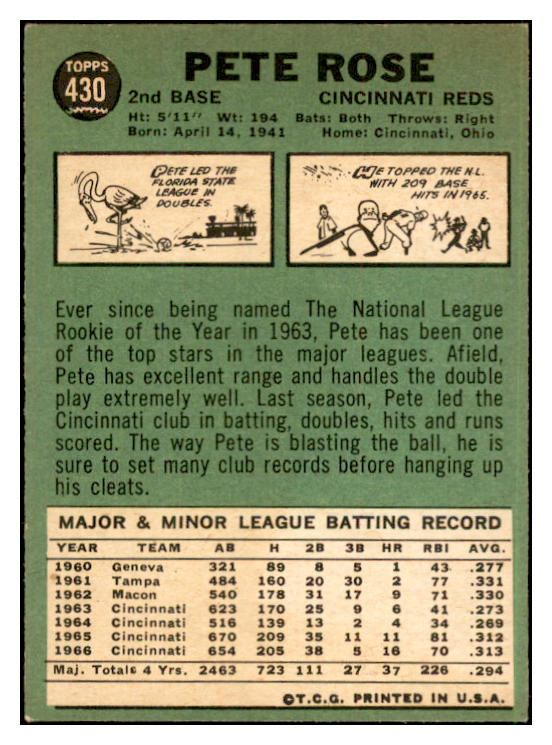 TOPPS
430
PETE ROSE
2nd BASE CINCINNATI REDS
Ht: 5'11" Wt: 194 Bats: Both Throws: Right
Born: April 14, 1941 Home: Cincinnati, Ohio
PETE LED THE
FLORIDA STATE
LEAGUE IN
DOUBLES.
HE TOPPED THE N.L.
WITH 209 BASE
HITS IN 1965.
Ever since being named The National League
Rookie of the Year in 1963, Pete has been one
of the top stars in the major leagues. Afield,
Pete has excellent range and handles the double
play extremely well. Last season, Pete led the
Cincinnati club in batting, doubles, hits and runs
scored. The way Pete is blasting the ball, he is
is sure to set many club records before hanging up
his cleats.
MAJOR & MINOR LEAGUE BATTING RECORD
YEAR TEAM AB H 2B 3B HR RBI AVG.
1960 Geneva 321 89 8 5 1 43 .277
1961 Tampa 484 160 20 30 2 77 .331
1962 Macon 540 178 31 17 9 71 .330
1963 Cincinnati 623 170 25 9 6 41 .273
1964 Cincinnati 516 139 13 2 4 34 .269
1965 Cincinnati 670 209 35 11 11 81 .312
1966 Cincinnati 654 205 38 5 16 70 .313
Maj. Totals 4 Yrs. 2463 723 111 27 37 226 .294
©T.C.G. PRINTED IN U.S.A.